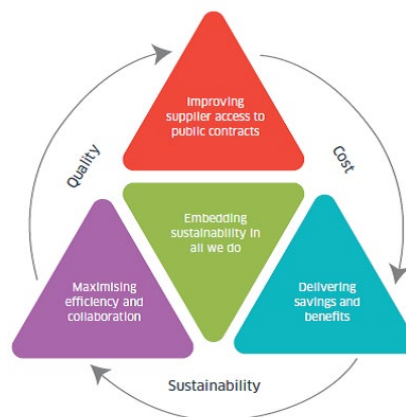 Improving
supplier access to
public contracts
Quality
Cost
Embedding
sustainability in
all we do
Maximising
efficiency and
collaboration
Delivering
savings and
benefits
Sustainability